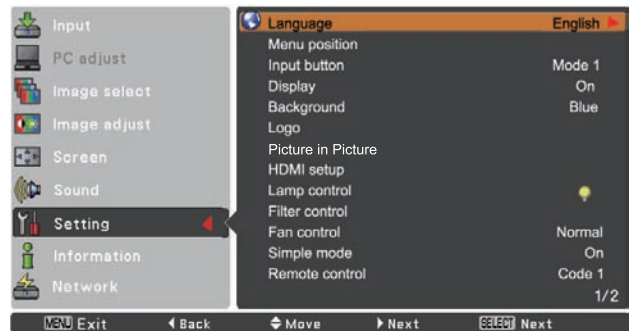 Input
PC adjust
Image select
Image adjust
Screen
Sound
Setting
Information
Network
Language English
Menu position
Input button Mode 1
Display On
Background Blue
Logo
Picture in Picture
HDMI setup
Lamp control
Filter control
Fan control Normal
Simple mode On
Remote control Code 1
1/2
MENU Exit Back Move Next SELECT Next